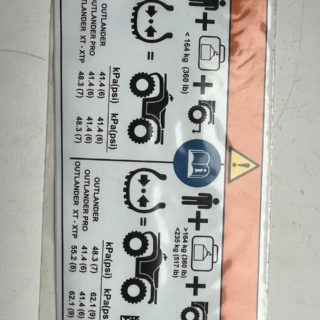 < 164 kg (360 lb)
kPa(psi) kPa(psi)
OUTLANDER 41.4 (6) 41.4 (6)
OUTLANDER PRO 41.4 (6) 41.4 (6)
OUTLANDER XT - XTP 48.3 (7) 48.3 (7)
>164 kg (360 lb)
<235 kg (517 lb)
kPa(psi) kPa(psi)
OUTLANDER 48.3 (7) 62.1 (9)
OUTLANDER PRO 41.4 (6) 41.4 (6)
OUTLANDER XT - XTP 55.2 (8) 62.1 (9)